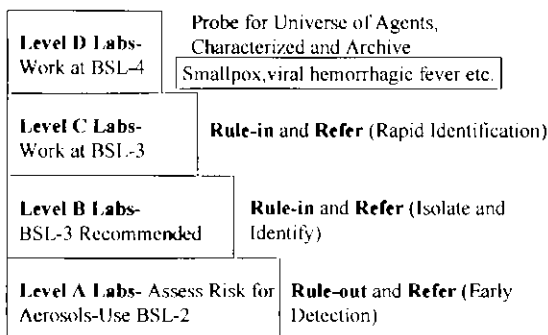 Level D Labs-
Work at BSL-4
Probe for Universe of Agents,
Characterized and Archive
Smallpox,viral hemorrhagic fever etc.
Level C Labs-
Work at BSL-3
Rule-in and Refer (Rapid Identification)
Level B Labs-
BSL-3 Recommended
Rule-in and Refer (Isolate and
Identify)
Level A Labs- Assess Risk for
Aerosols-Use BSL-2
Rule-out and Refer (Early
Detection)